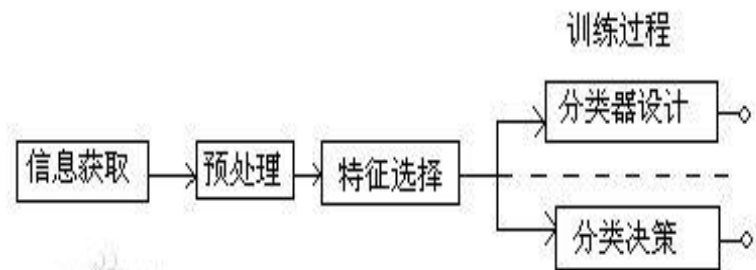 训练过程
分类器设计
信息获取
预处理
特征选择
分类决策